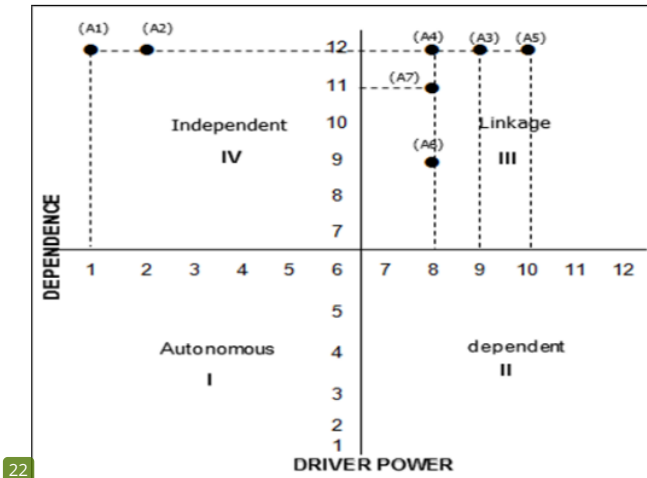 (A1) (A2) (A4) (A3) (A5)
12
(A7) 11
Independent 10 Linkage
(A6)
IV 9 III
8
7
DEPENDENCE
1 2 3 4 5 6 7 8 9 10 11 12
5
Autonomous 4 dependent
I II
3
2
1
DRIVER POWER
22